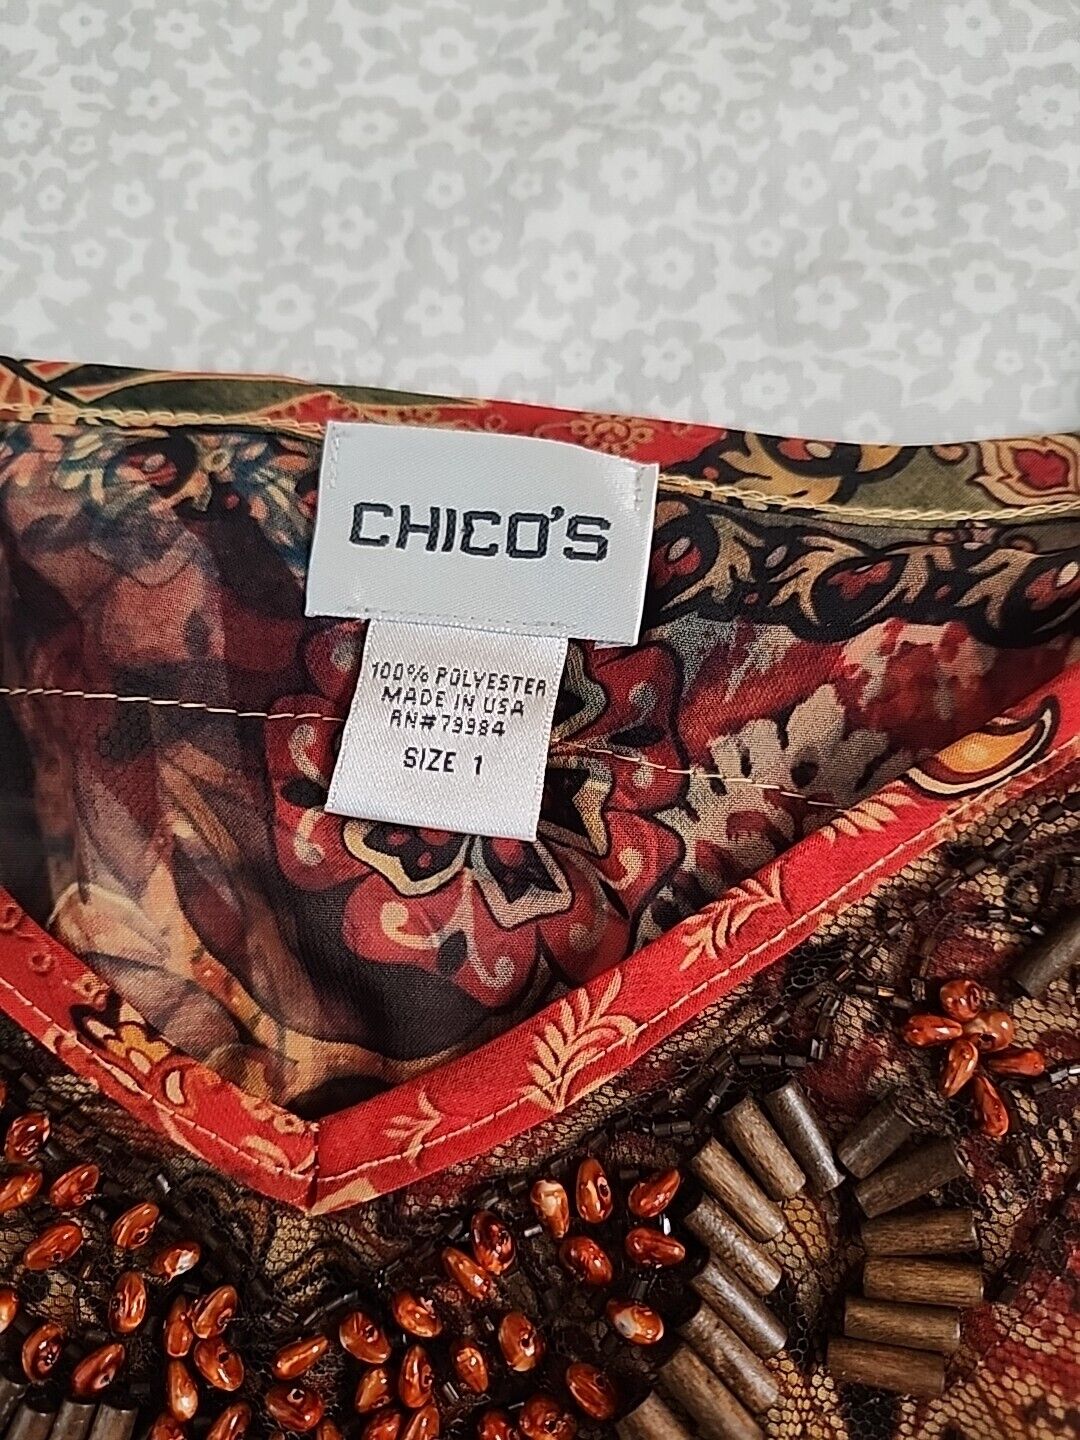 CHICO'S
100% POLYESTER
MADE IN USA
RN#79984
SIZE 1